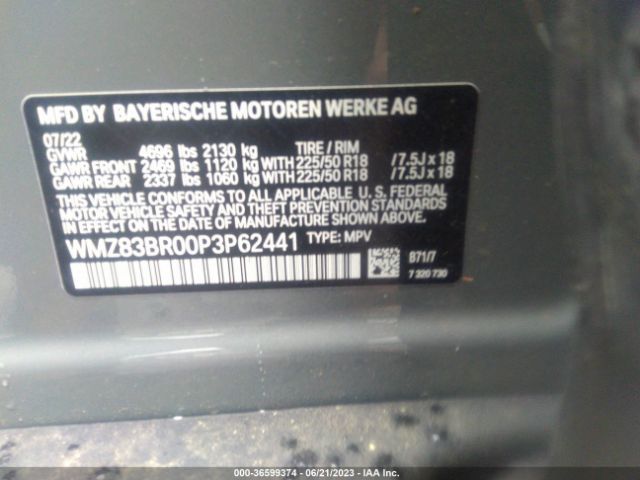 MFD BY BAYERISCHE MOTOREN WERKE AG
07/22
GVWR 4696 lbs 2130 kg TIRE / RIM
GAWR FRONT 2469 lbs 1120 kg WITH 225/50 R18 / 7.5J x 18
GAWR REAR 2337 lbs 1060 kg WITH 225/50 R18 / 7.5J x 18
THIS VEHICLE CONFORMS TO ALL APPLICABLE U. S. FEDERAL
MOTOR VEHICLE SAFETY AND THEFT PREVENTION STANDARDS
IN EFFECT ON THE DATE OF MANUFACTURE SHOWN ABOVE.
WMZ83BR00P3P62441 TYPE: MPV
B71/7
7 320 730
000-36599374 | 06/21/2023 – IAA Inc.